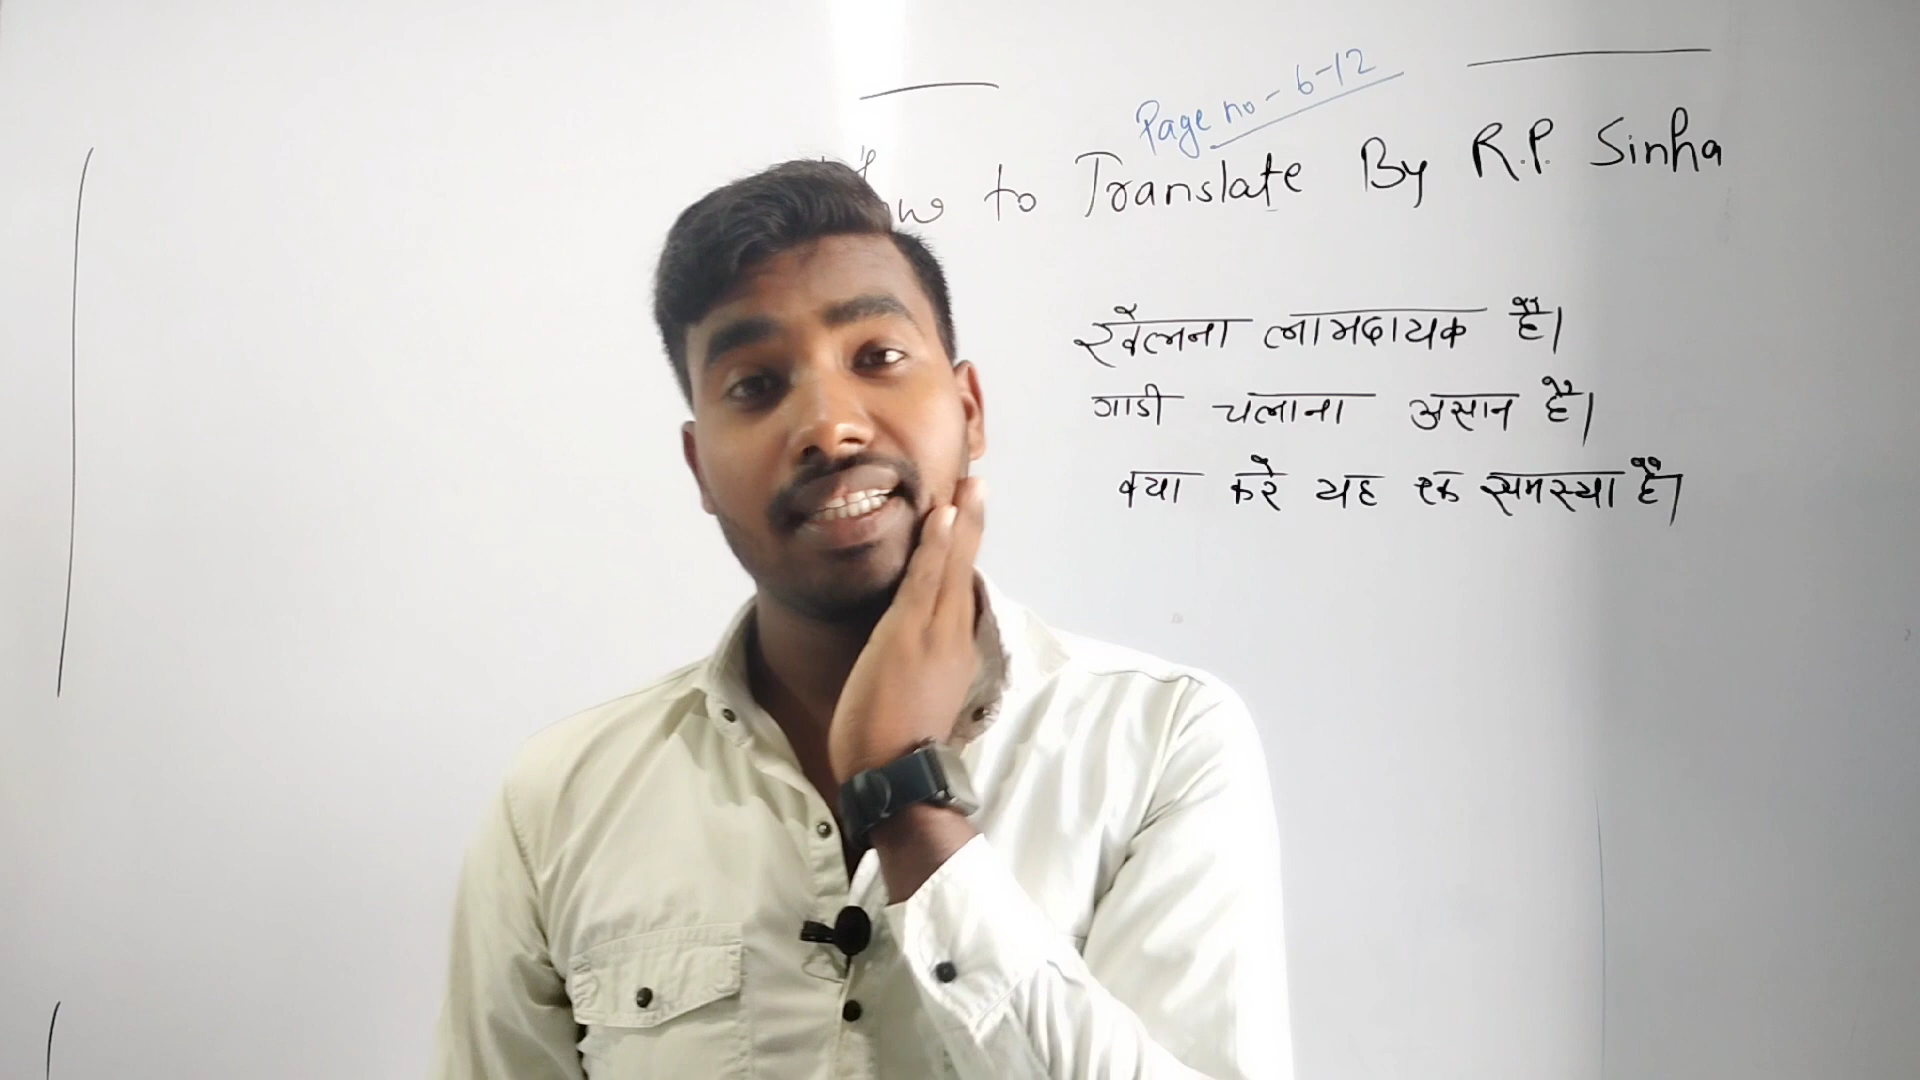 Page no - 6-12
to Translate By R.P. Sinha
खेलना लाभदायक है।
गाडी चलाना असान है।
क्या करे यह एक समस्या है।